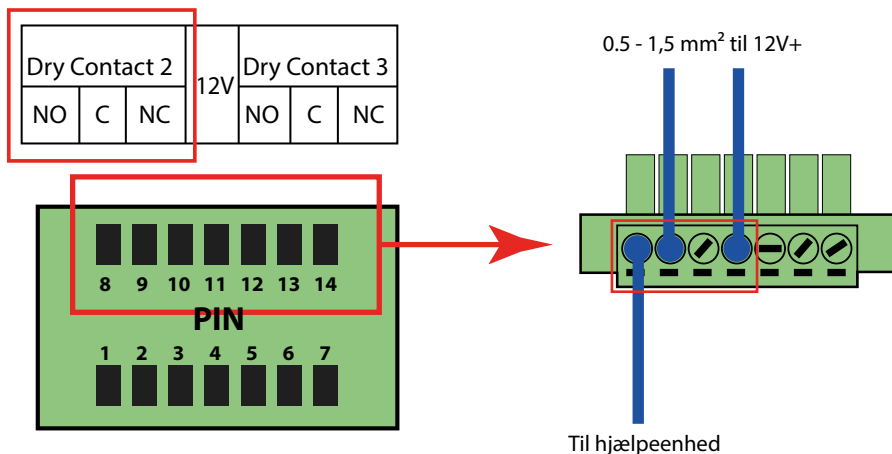 Dry Contact 2 12V Dry Contact 3
NO C NC NO C NC
0.5 - 1,5 mm² til 12V+
8 9 10 11 12 13 14
PIN
1 2 3 4 5 6 7
Til hjælpeenhed